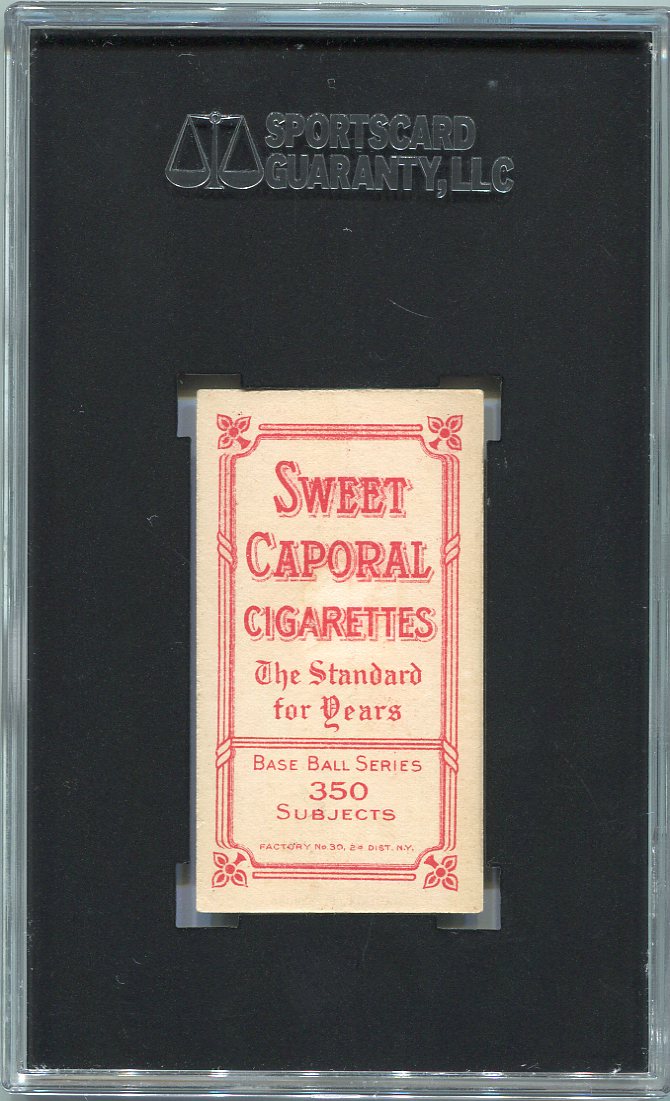 SPORTSCARD
GUARANTY, LLC
SWEET
CAPORAL
CIGARETTES
The Standard
for Years
BASE BALL SERIES
350
SUBJECTS
FACTORY No. 30, 2d DIST. N.Y.